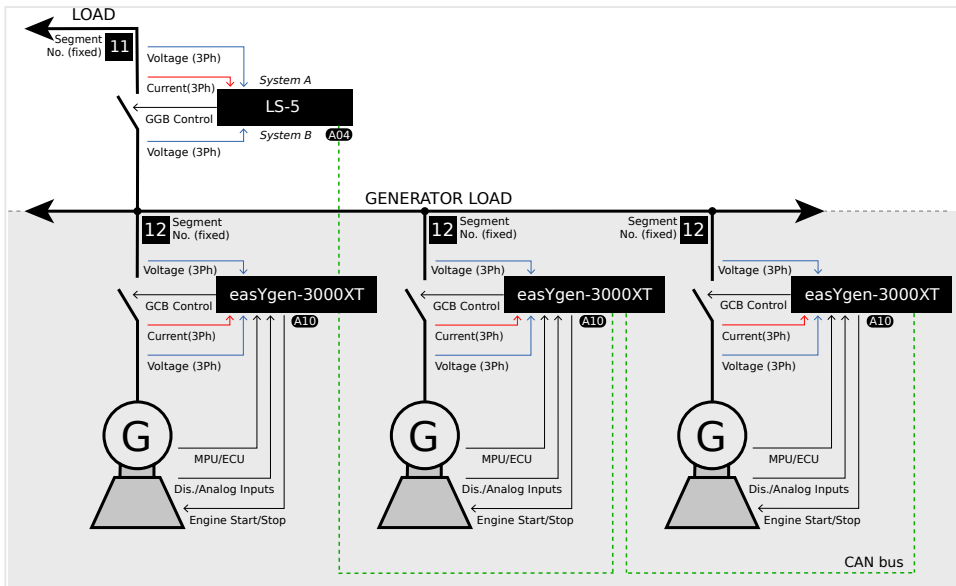 LOAD
Segment
No. (fixed)
11
Voltage (3Ph)
System A
Current(3Ph)
LS-5
GGB Control
System B
A04
Voltage (3Ph)
GENERATOR LOAD
12
Segment
No. (fixed)
Voltage (3Ph)
easYgen-3000XT
GCB Control
A10
Current(3Ph)
Voltage (3Ph)
G
MPU/ECU
Dis./Analog Inputs
Engine Start/Stop
12
Segment
No. (fixed)
Voltage (3Ph)
easYgen-3000XT
GCB Control
A10
Current(3Ph)
Voltage (3Ph)
G
MPU/ECU
Dis./Analog Inputs
Engine Start/Stop
Segment
No. (fixed)
12
Voltage (3Ph)
easYgen-3000XT
GCB Control
A10
Current(3Ph)
Voltage (3Ph)
G
MPU/ECU
Dis./Analog Inputs
Engine Start/Stop
CAN bus